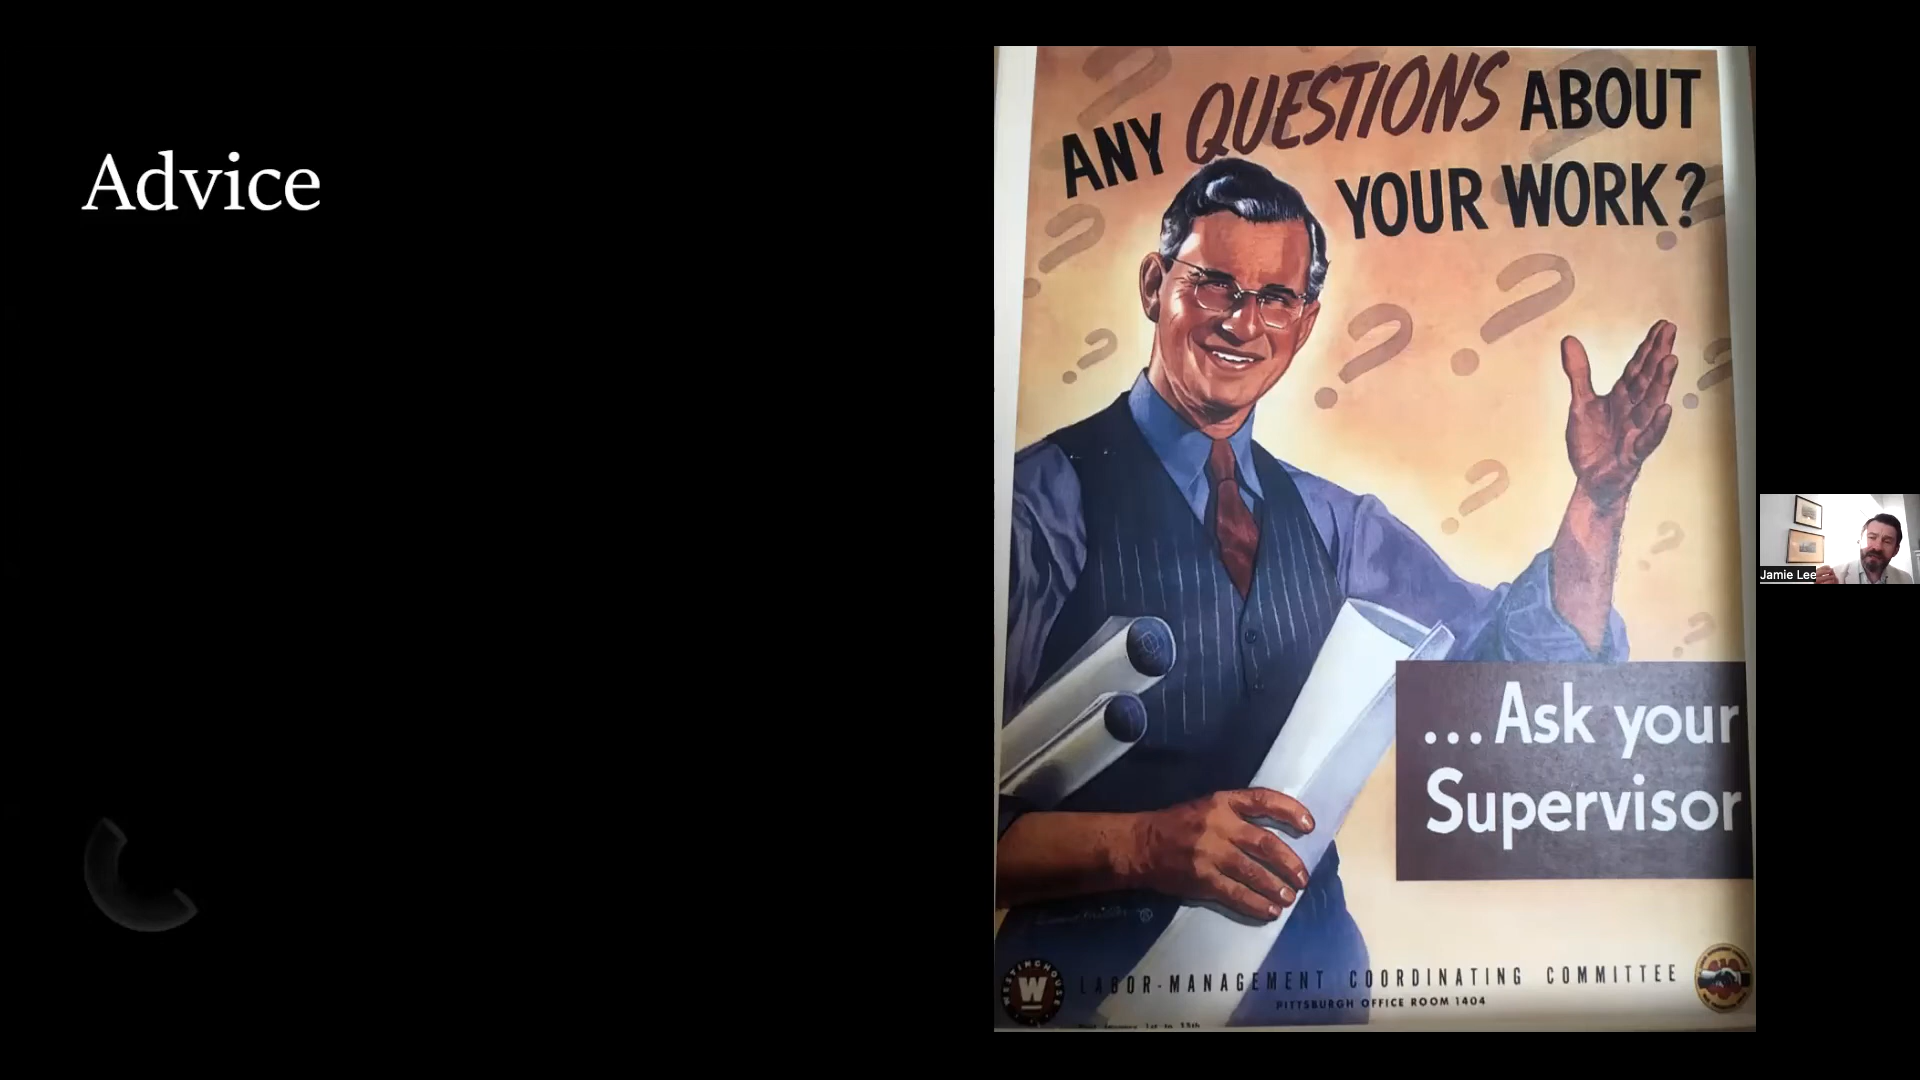 Advice
ANY QUESTIONS ABOUT
YOUR WORK?
...Ask your
Supervisor
Jamie Lee
WESTINGHOUSE
W
LABOR-MANAGEMENT COORDINATING COMMITTEE
PITTSBURGH OFFICE ROOM 1404